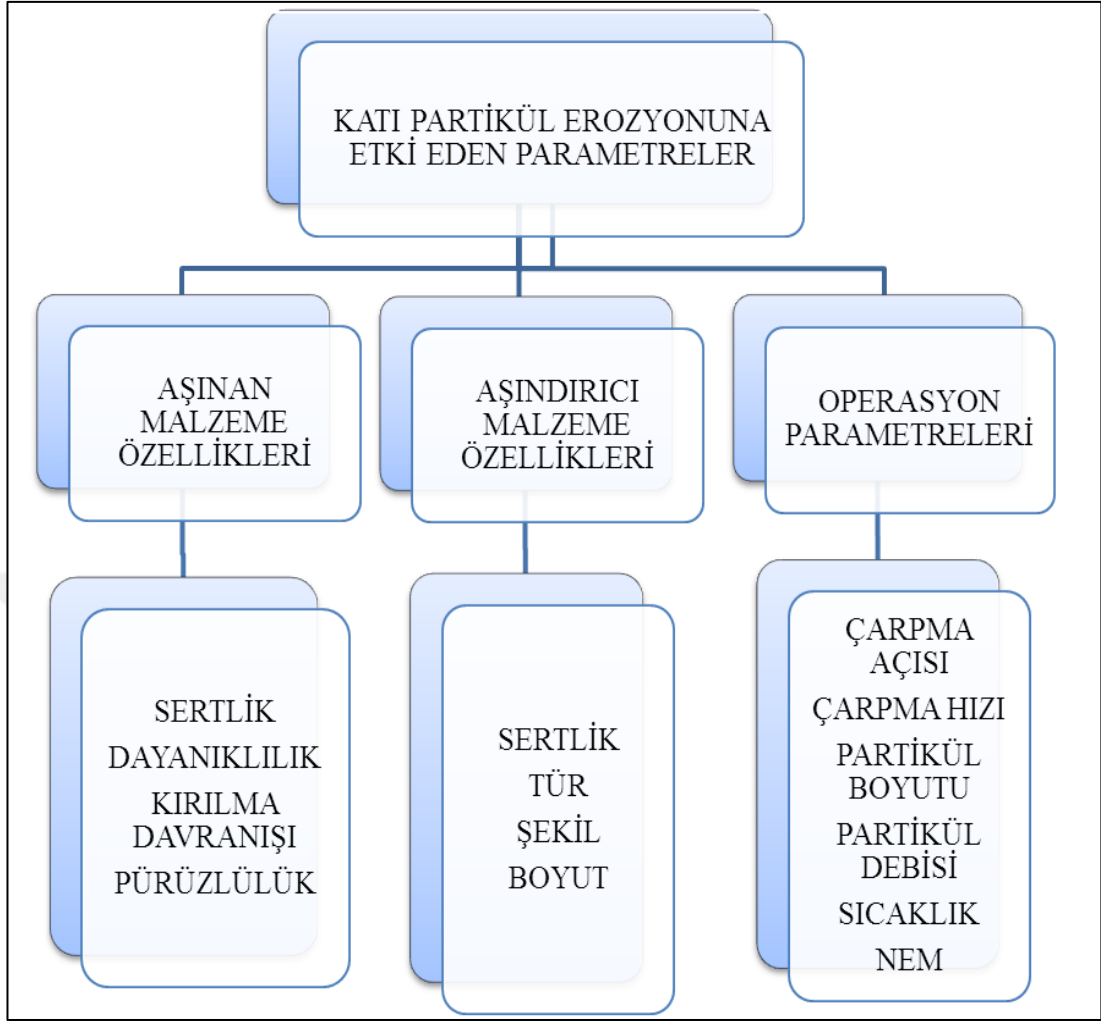 KATI PARTİKÜL EROZYONUNA
ETKİ EDEN PARAMETRELER
AŞINAN
MALZEME
ÖZELLİKLERİ
AŞINDIRICI
MALZEME
ÖZELLİKLERİ
OPERASYON
PARAMETRELERİ
SERTLİK
DAYANIKLILIK
KIRILMA
DAVRANIŞI
PÜRÜZLÜLÜK
SERTLİK
TÜR
ŞEKİL
BOYUT
ÇARPMA
AÇISI
ÇARPMA HIZI
PARTİKÜL
BOYUTU
PARTİKÜL
DEBİSİ
SICAKLIK
NEM